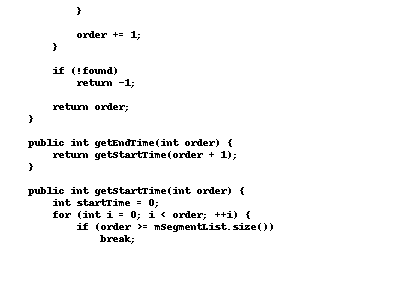 }

        order += 1;
    }

    if (!found)
        return -1;

    return order;
}

public int getEndTime(int order) {
    return getStartTime(order + 1);
}

public int getStartTime(int order) {
    int startTime = 0;
    for (int i = 0; i < order; ++i) {
        if (order >= mSegmentList.size())
            break;